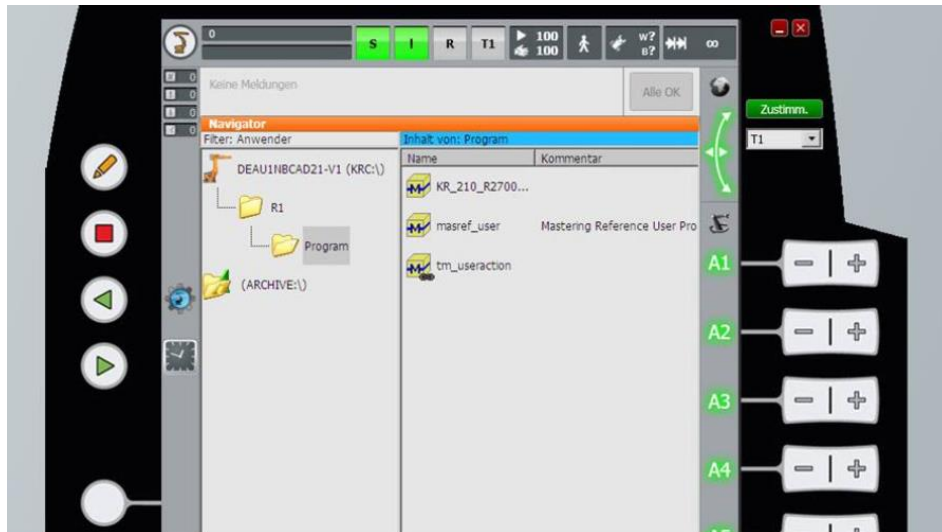 0
S I R T1
100
100
W?
B?
∞
0
0
0
0
Keine Meldungen
Alle OK
Zustimm.
T1
Navigator
Filter: Anwender
Inhalt von: Program
Name
Kommentar
DEAU1NBCAD21-V1 (KRC:\)
R1
Program
(ARCHIVE:\)
KR_210_R2700...
masref_user
Mastering Reference User Pro
tm_useraction
A1
A2
A3
A4